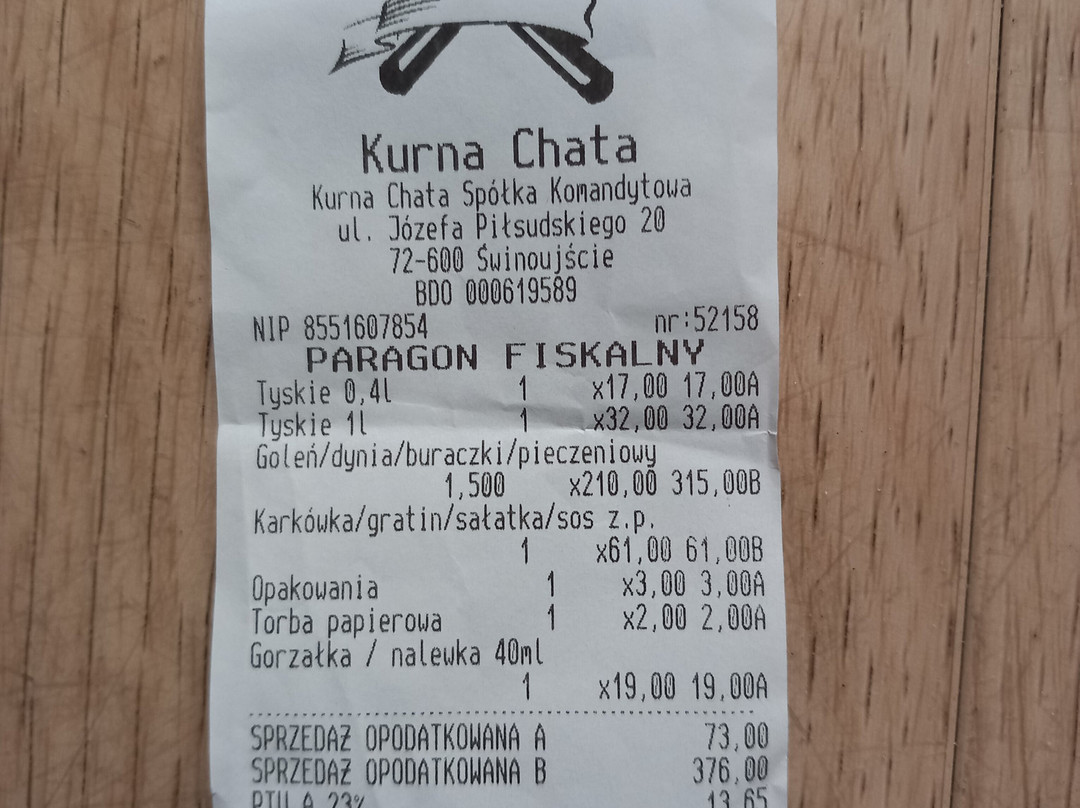 Kurna Chata
Kurna Chata Spółka Komandytowa
ul. Józefa Piłsudskiego 20
72-600 Świnoujście
BDO 000619589
NIP 8551607854 nr:52158
PARAGON FISKALNY
Tyskie 0,4l 1 x17,00 17,00A
Tyskie 1l 1 x32,00 32,00A
Goleń/dynia/buraczki/pieczeniowy
1,500 x210,00 315,00B
Karkówka/gratin/sałatka/sos z.p.
1 x61,00 61,00B
Opakowania 1 x3,00 3,00A
Torba papierowa 1 x2,00 2,00A
Gorzałka / nalewka 40ml
1 x19,00 19,00A
SPRZEDAŻ OPODATKOWANA A 73,00
SPRZEDAŻ OPODATKOWANA B 376,00
PTU A 23% 13,65